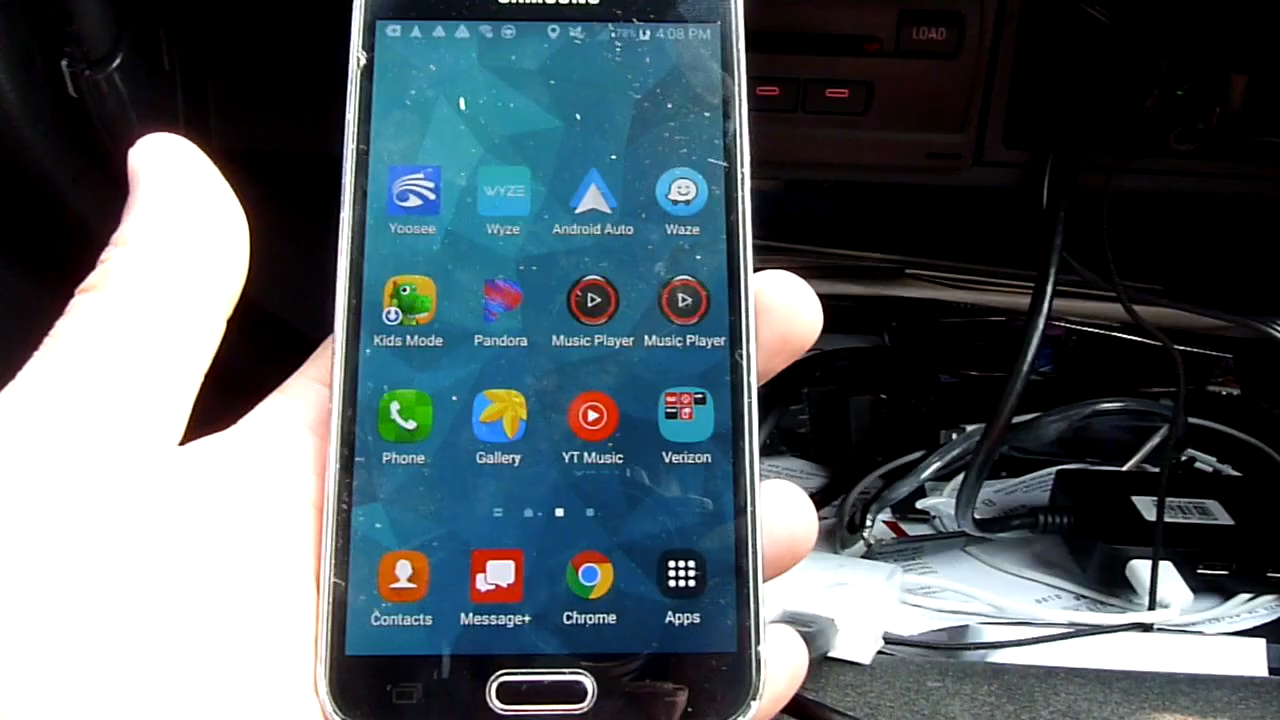 SAMSUNG
78% 4:08 PM
LOAD
WYZE
Yoosee Wyze Android Auto Waze
Kids Mode Pandora Music Player Music Player
Phone Gallery YT Music Verizon
Contacts Message+ Chrome Apps